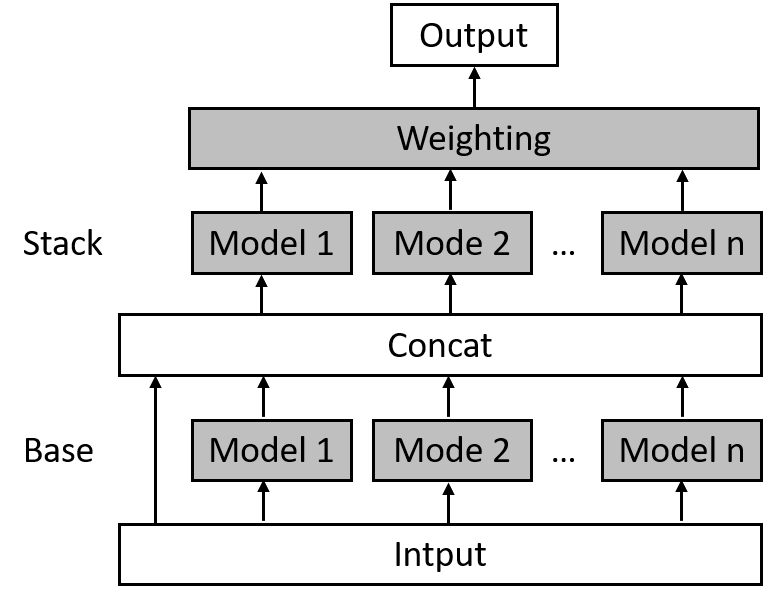 Output
Weighting
Stack
Model 1
Mode 2
...
Model n
Concat
Base
Model 1
Mode 2
...
Model n
Intput